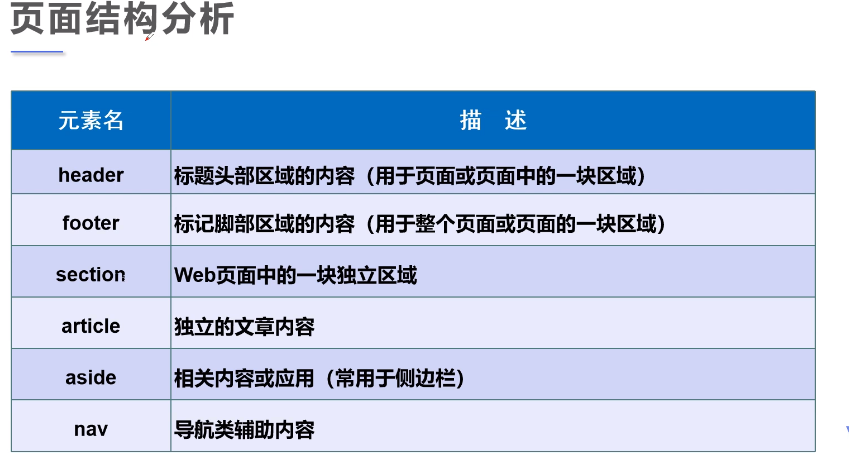 页面结构分析
元素名 描 述
header 标题头部区域的内容（用于页面或页面中的一块区域）
footer 标记脚部区域的内容（用于整个页面或页面的一块区域）
section Web页面中的一块独立区域
article 独立的文章内容
aside 相关内容或应用（常用于侧边栏）
nav 导航类辅助内容